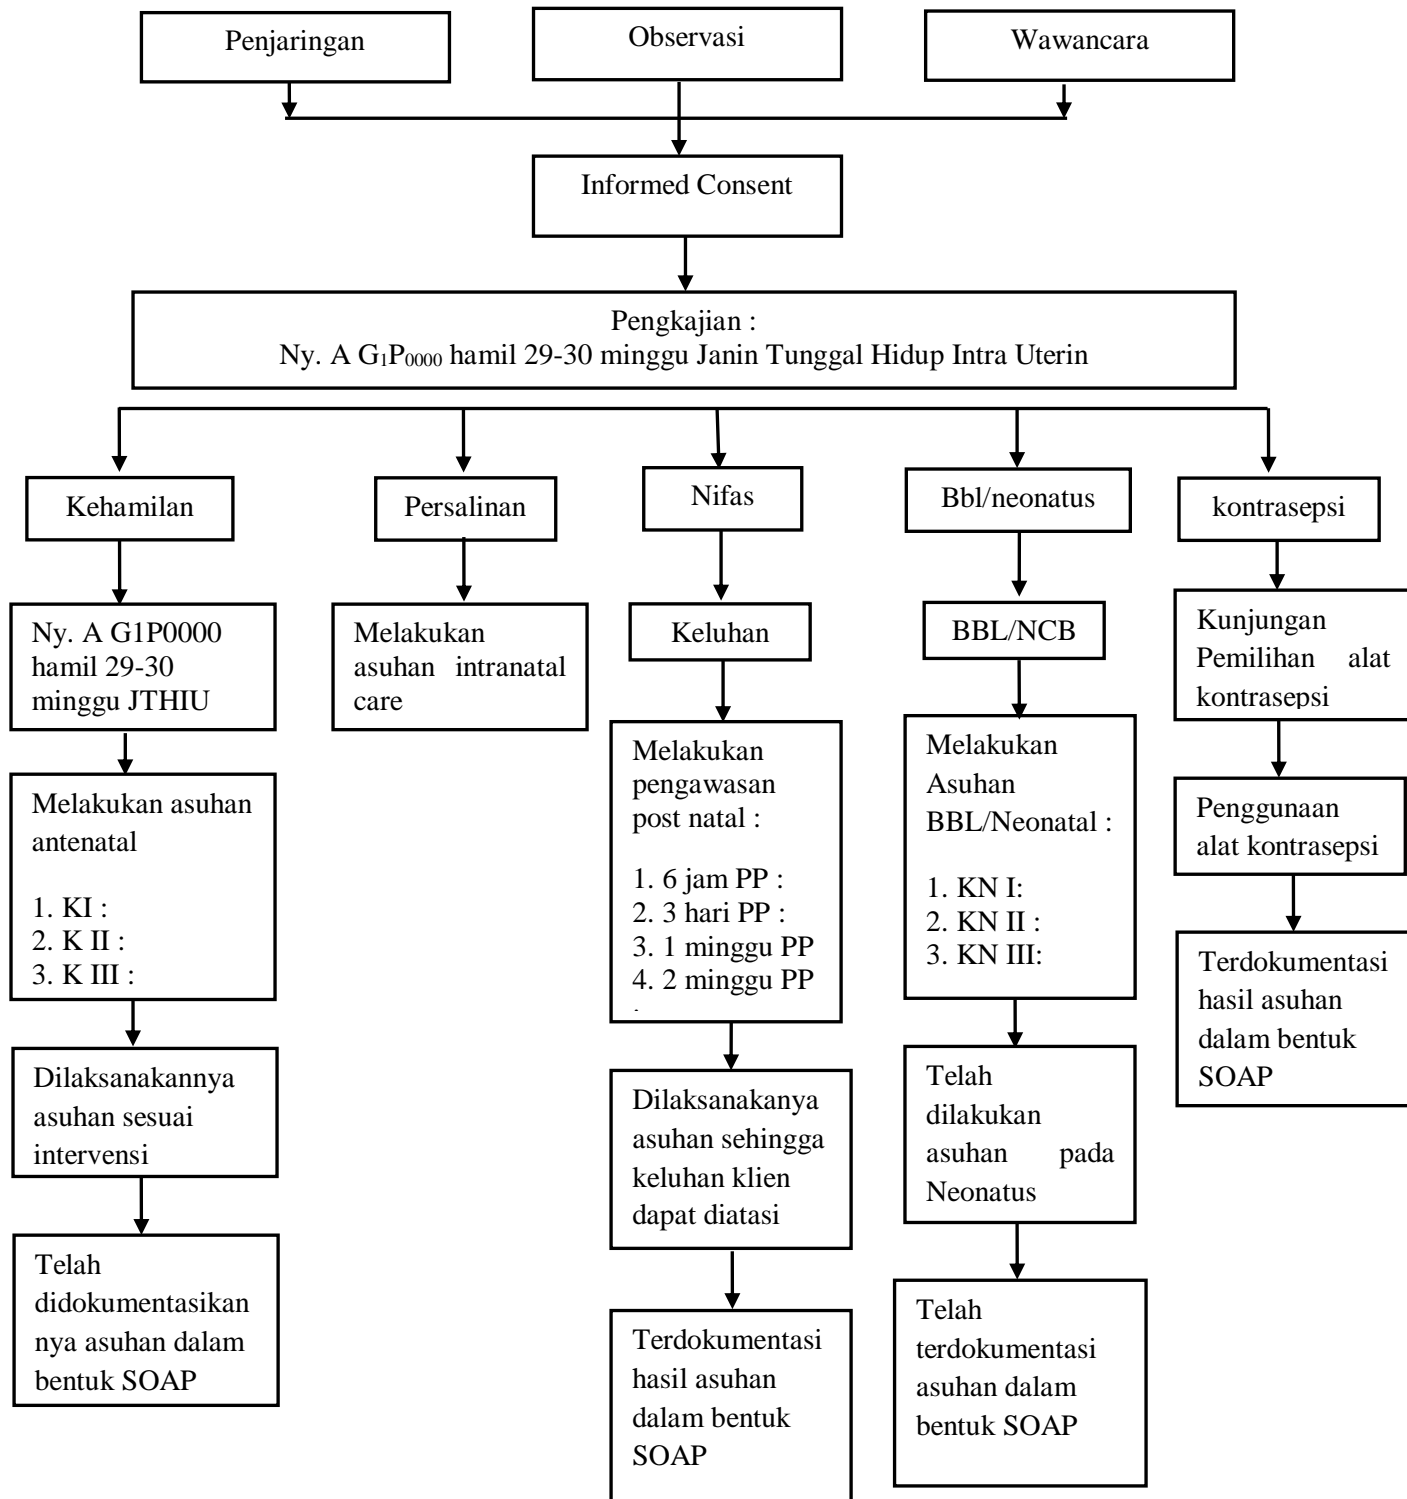 Penjaringan
Observasi
Wawancara
Informed Consent
Pengkajian :
Ny. A G₁P₀₀₀₀ hamil 29-30 minggu Janin Tunggal Hidup Intra Uterin
Kehamilan
Persalinan
Nifas
Bbl/neonatus
kontrasepsi
Ny. A G1P0000
hamil 29-30
minggu JTHIU
Melakukan asuhan
antenatal
1. KI :
2. K II :
3. K III :
Dilaksanakannya
asuhan sesuai
intervensi
Telah
didokumentasikan
nya asuhan dalam
bentuk SOAP
Melakukan
asuhan intranatal
care
Keluhan
Melakukan
pengawasan
post natal :
1. 6 jam PP :
2. 3 hari PP :
3. 1 minggu PP
4. 2 minggu PP
Dilaksanakanya
asuhan sehingga
keluhan klien
dapat diatasi
Terdokumentasi
hasil asuhan
dalam bentuk
SOAP
BBL/NCB
Melakukan
Asuhan
BBL/Neonatal :
1. KN I:
2. KN II :
3. KN III:
Telah
dilakukan
asuhan pada
Neonatus
Telah
terdokumentasi
asuhan dalam
bentuk SOAP
Kunjungan
Pemilihan alat
kontrasepsi
Penggunaan
alat kontrasepsi
Terdokumentasi
hasil asuhan
dalam bentuk
SOAP